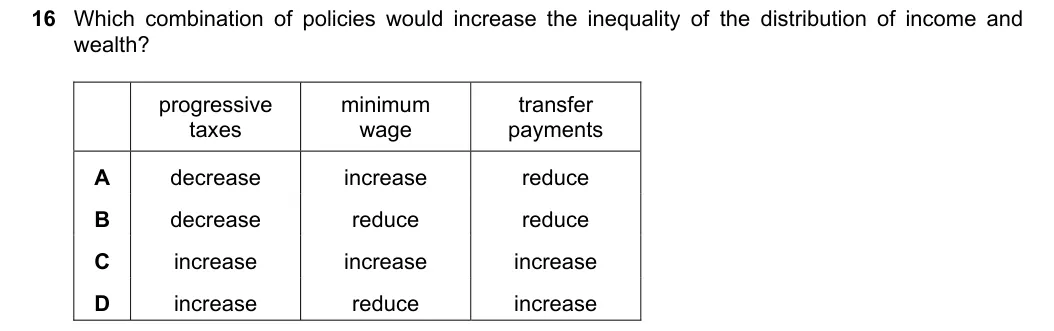 16 Which combination of policies would increase the inequality of the distribution of income and
wealth?
progressive taxes minimum wage transfer payments
A decrease increase reduce
B decrease reduce reduce
C increase increase increase
D increase reduce increase